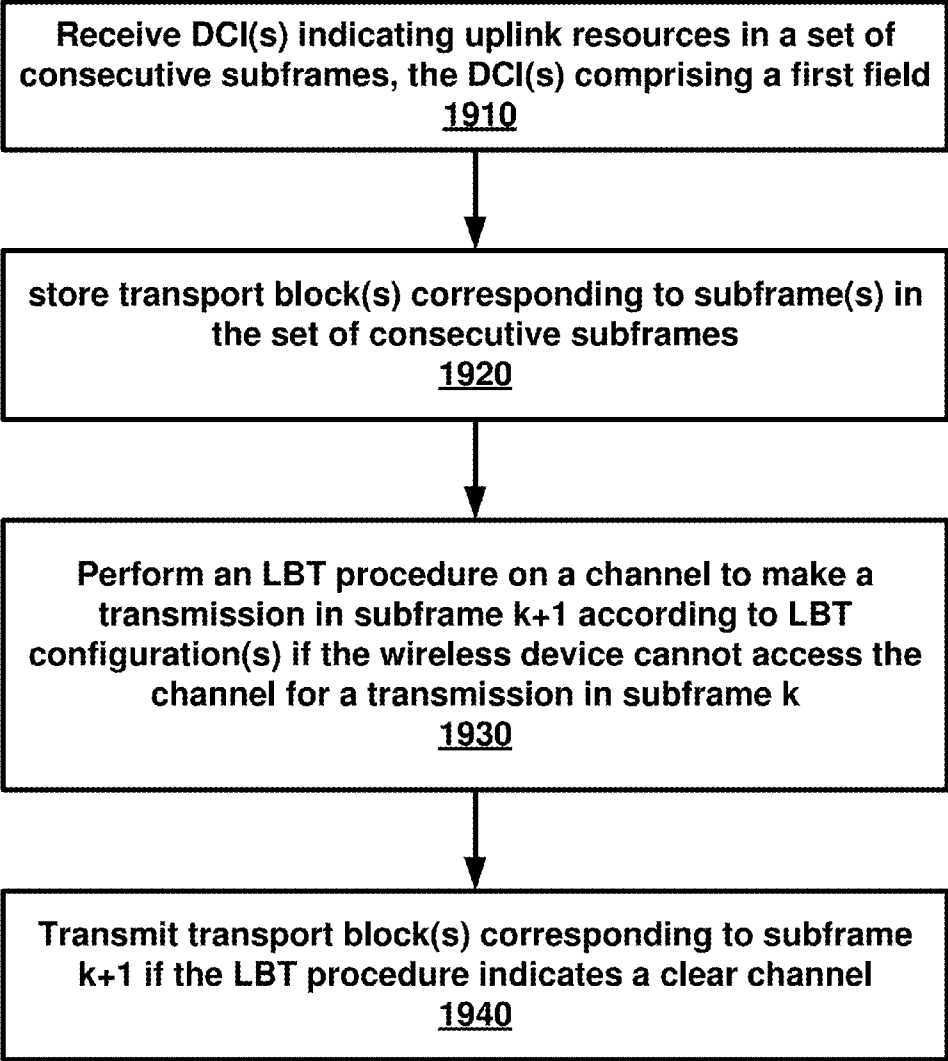 Receive DCI(s) indicating uplink resources in a set of
consecutive subframes, the DCI(s) comprising a first field
1910
store transport block(s) corresponding to subframe(s) in
the set of consecutive subframes
1920
Perform an LBT procedure on a channel to make a
transmission in subframe k+1 according to LBT
configuration(s) if the wireless device cannot access the
channel for a transmission in subframe k
1930
Transmit transport block(s) corresponding to subframe
k+1 if the LBT procedure indicates a clear channel
1940